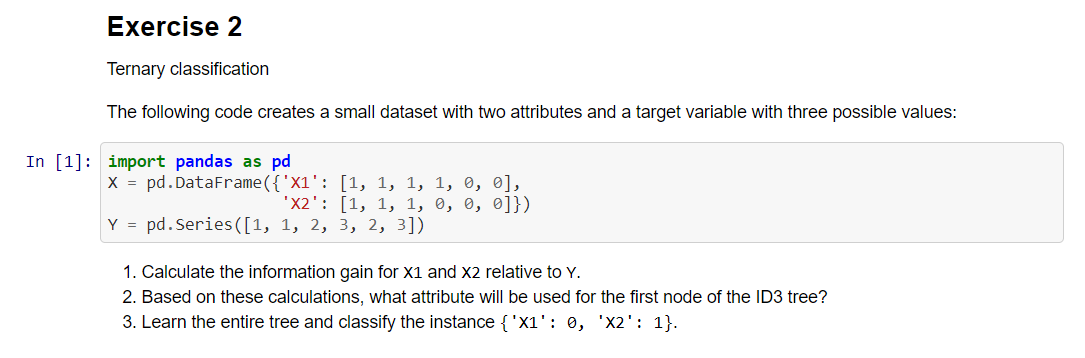 Exercise 2
Ternary classification
The following code creates a small dataset with two attributes and a target variable with three possible values:
In [1]: import pandas as pd
X = pd.DataFrame({'X1': [1, 1, 1, 1, 0, 0],
'X2': [1, 1, 1, 0, 0, 0]})
Y = pd.Series([1, 1, 2, 3, 2, 3])
1. Calculate the information gain for X1 and X2 relative to Y.
2. Based on these calculations, what attribute will be used for the first node of the ID3 tree?
3. Learn the entire tree and classify the instance {'X1': 0, 'X2': 1}.